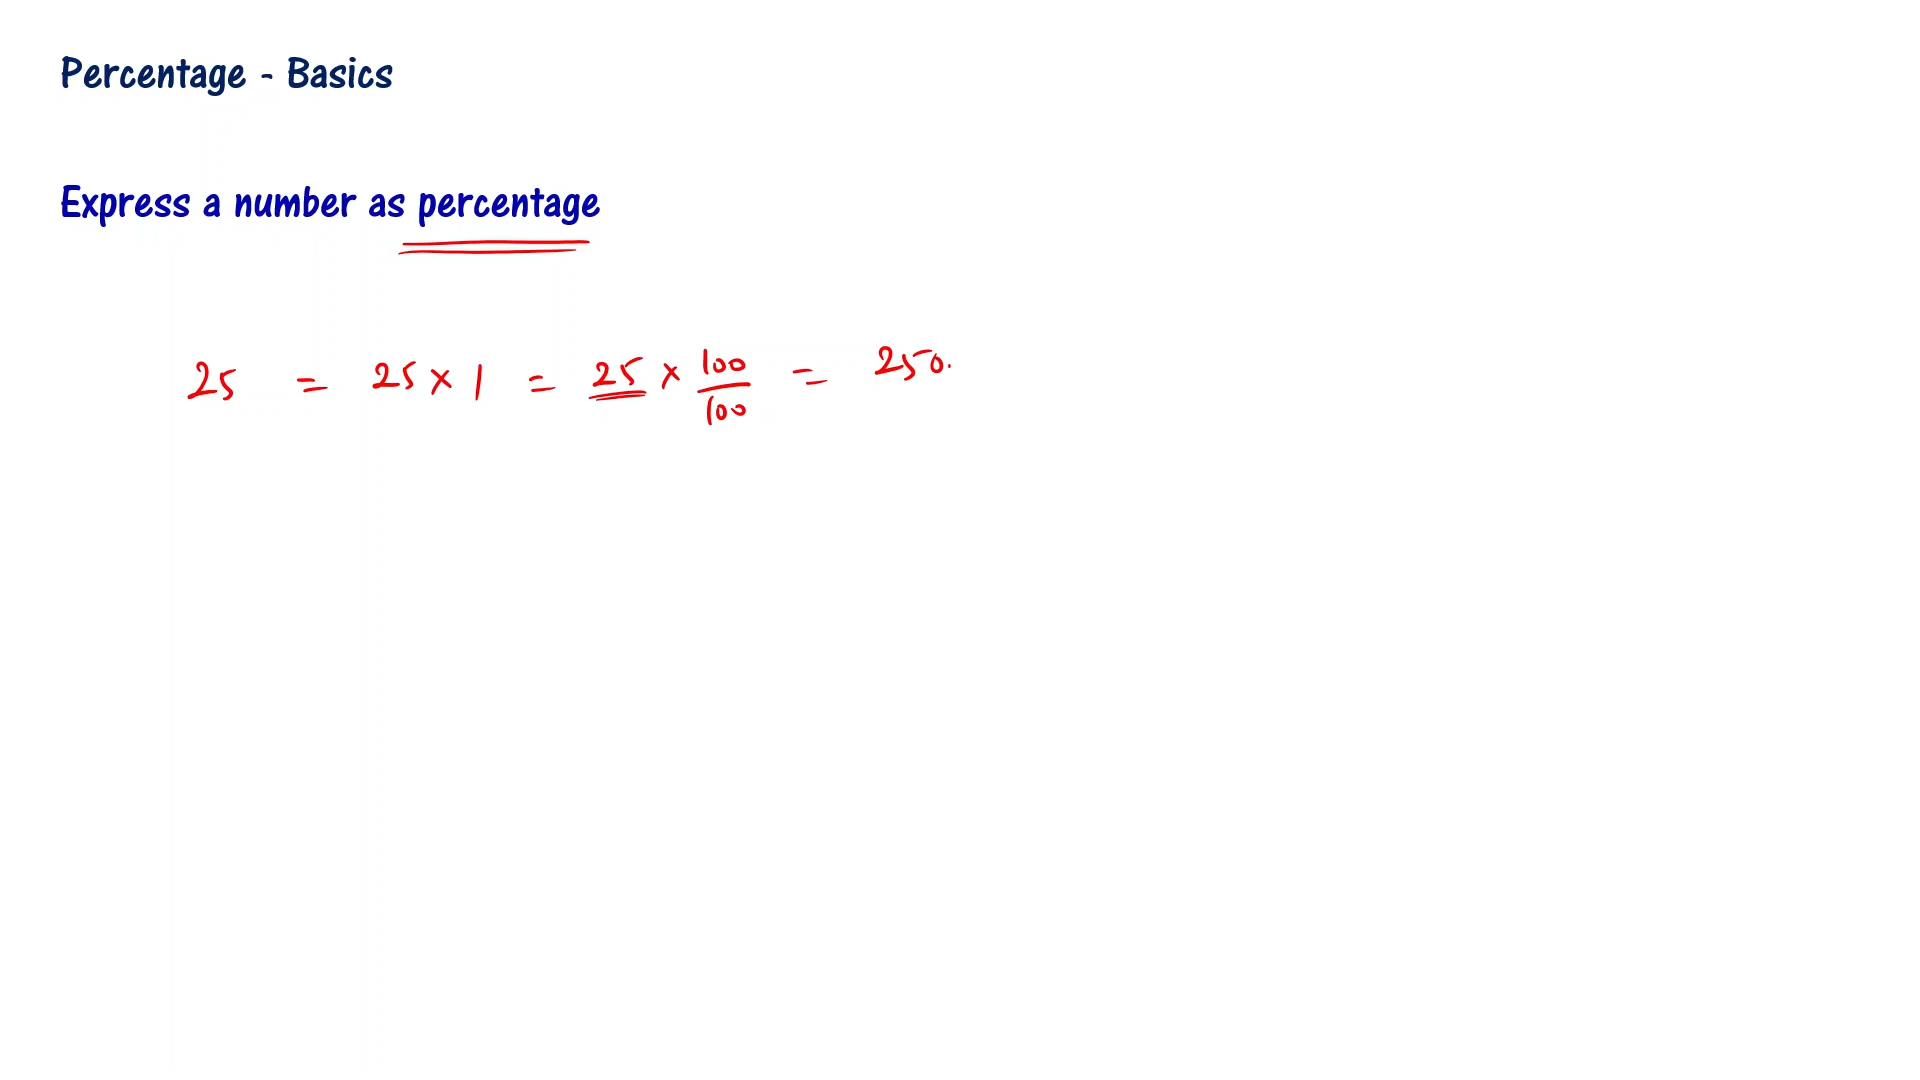 Percentage - Basics
Express a number as percentage
25 = 25 × 1 = 25 × 100/100 = 250.